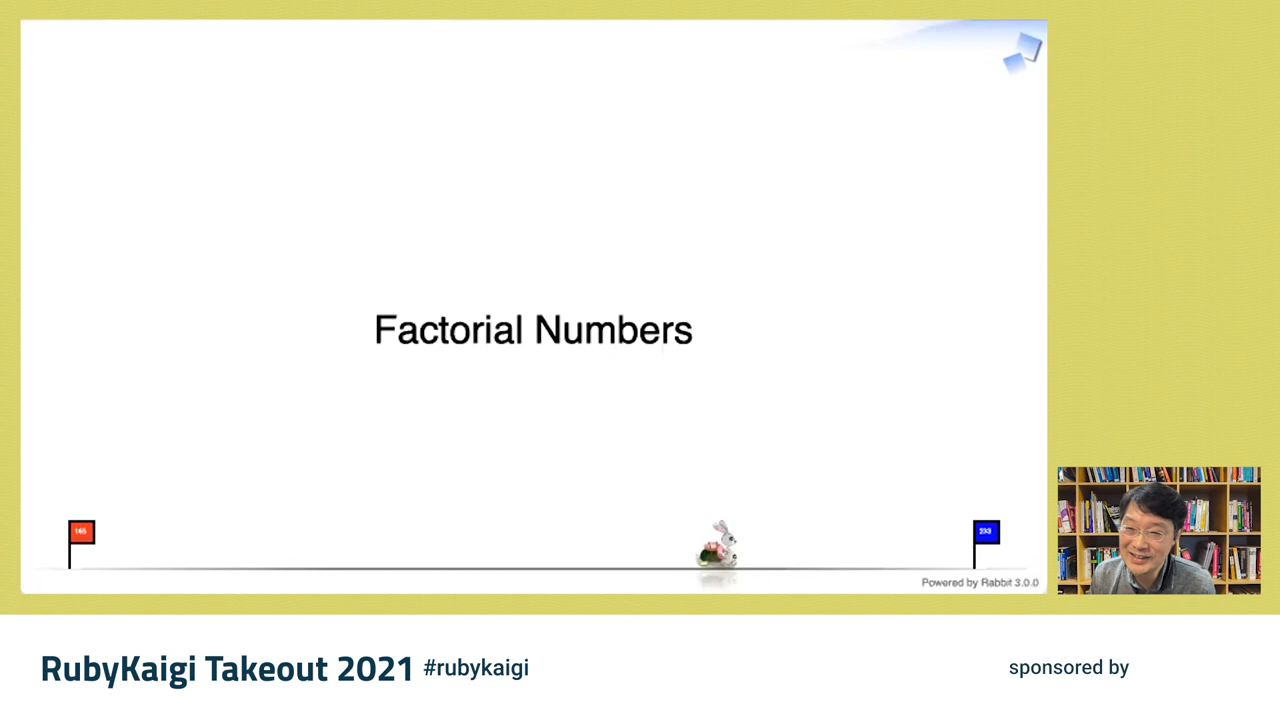 Factorial Numbers
Powered by Rabbit 3.0.0
RubyKaigi Takeout 2021 #rubykaigi
sponsored by